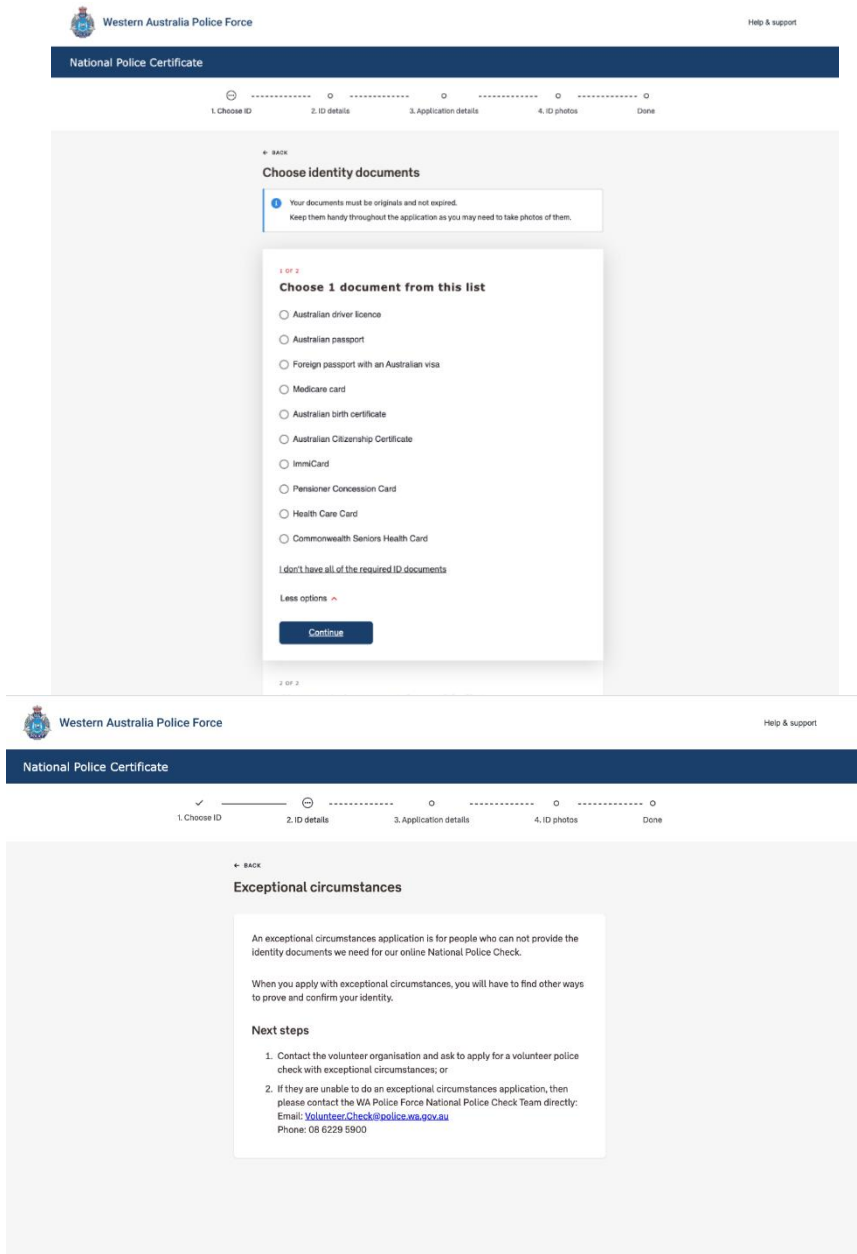 Western Australia Police Force
Help & support
National Police Certificate
1. Choose ID
2. ID details
3. Application details
4. ID photos
Done
← BACK
Choose identity documents
Your documents must be originals and not expired.
Keep them handy throughout the application as you may need to take photos of them.
1 OF 2
Choose 1 document from this list
Australian driver licence
Australian passport
Foreign passport with an Australian visa
Medicare card
Australian birth certificate
Australian Citizenship Certificate
ImmiCard
Pensioner Concession Card
Health Care Card
Commonwealth Seniors Health Card
I don't have all of the required ID documents
Less options
Continue
2 OF 2
Western Australia Police Force
Help & support
National Police Certificate
1. Choose ID
2. ID details
3. Application details
4. ID photos
Done
← BACK
Exceptional circumstances
An exceptional circumstances application is for people who can not provide the
identity documents we need for our online National Police Check.
When you apply with exceptional circumstances, you will have to find other ways
to prove and confirm your identity.
Next steps
1. Contact the volunteer organisation and ask to apply for a volunteer police
check with exceptional circumstances; or
2. If they are unable to do an exceptional circumstances application, then
please contact the WA Police Force National Police Check Team directly:
Email: Volunteer.Check@police.wa.gov.au
Phone: 08 6229 5900